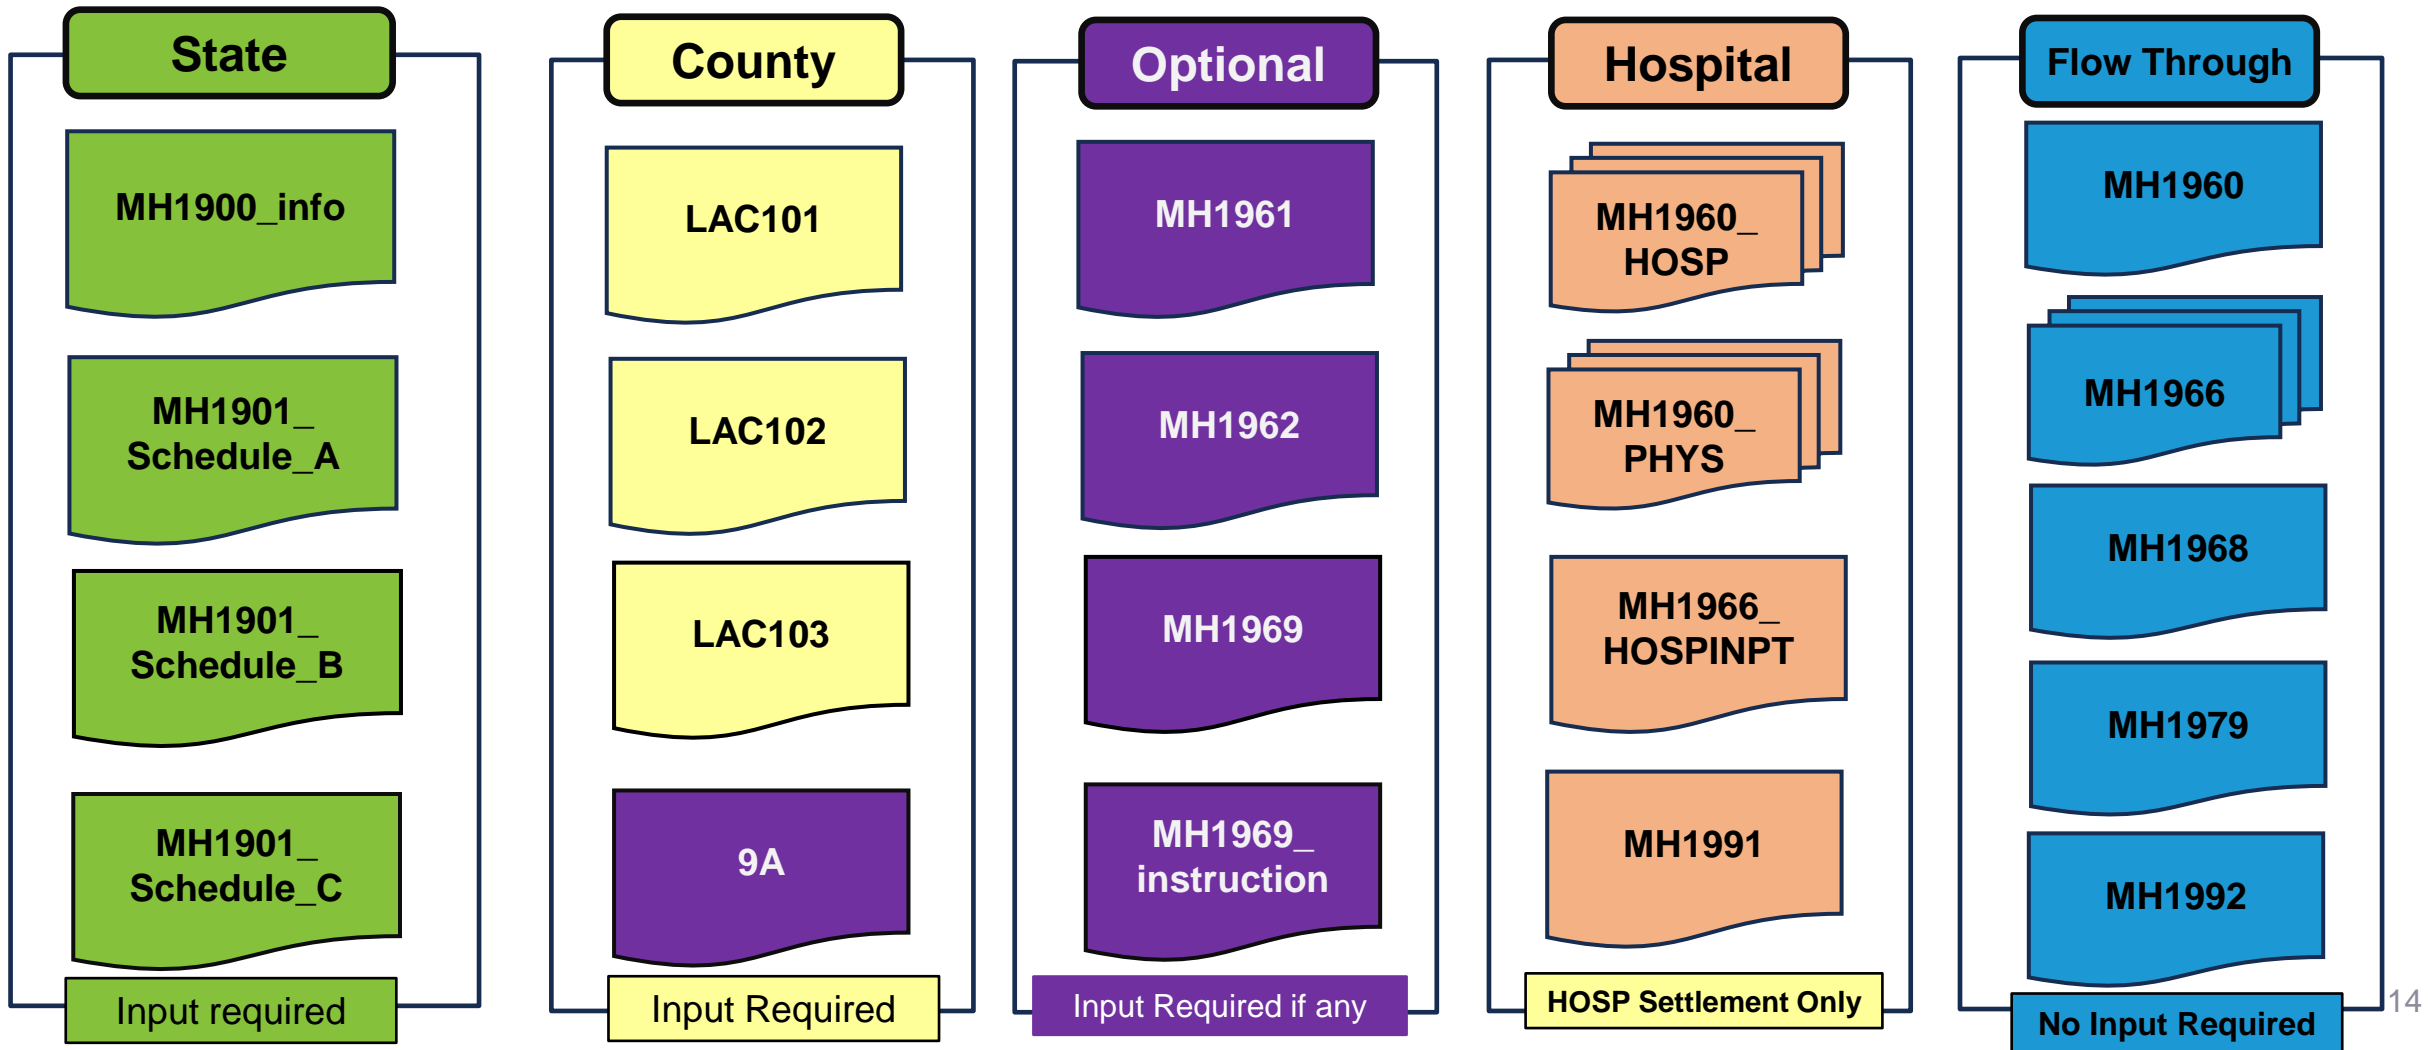 State
MH1900_info
MH1901_
Schedule_A
MH1901_
Schedule_B
MH1901_
Schedule_C
Input required
County
LAC101
LAC102
LAC103
9A
Input Required
Optional
MH1961
MH1962
MH1969
MH1969_
instruction
Input Required if any
Hospital
MH1960_
HOSP
MH1960_
PHYS
MH1966_
HOSPINPT
MH1991
HOSP Settlement Only
Flow Through
MH1960
MH1966
MH1968
MH1979
MH1992
No Input Required
14